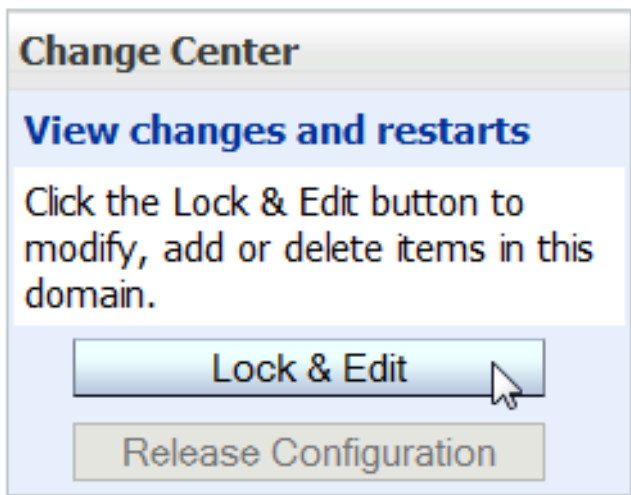 Change Center
View changes and restarts
Click the Lock & Edit button to
modify, add or delete items in this
domain.
Lock & Edit
Release Configuration